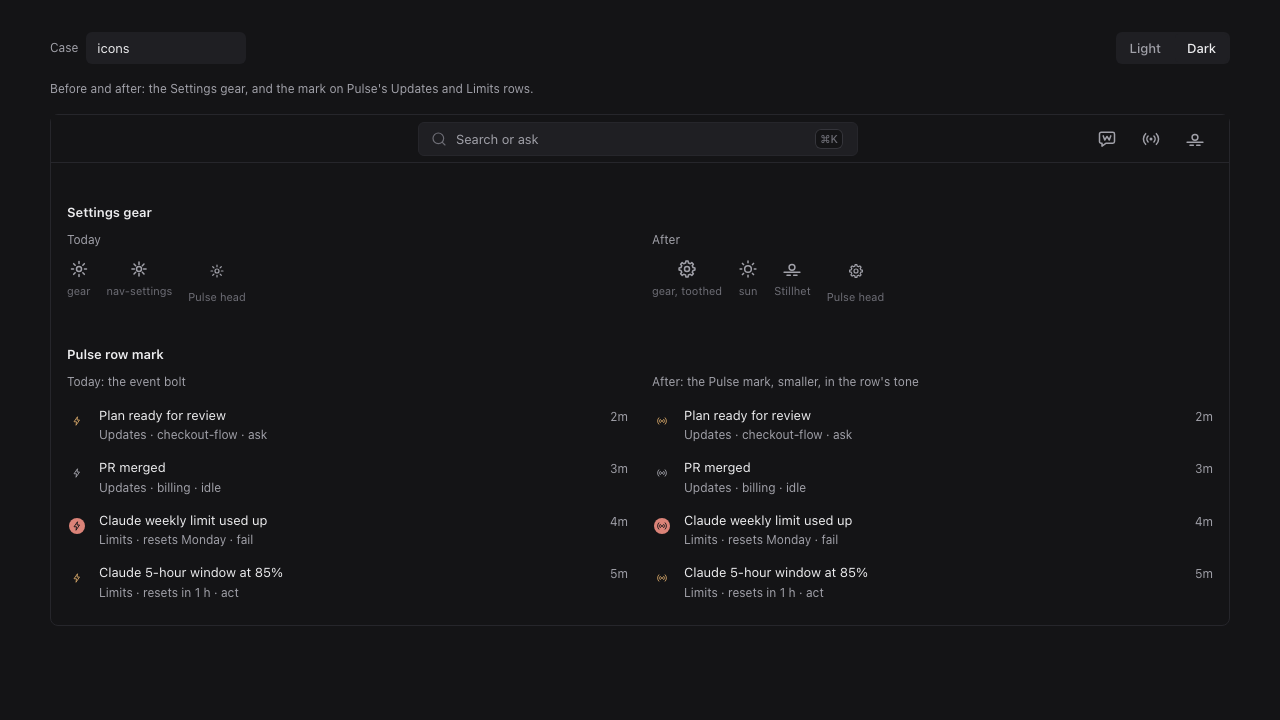 Case icons Light Dark
Before and after: the Settings gear, and the mark on Pulse's Updates and Limits rows.
Search or ask ⌘K
Settings gear
Today
gear nav-settings Pulse head
After
gear, toothed sun Stillhet Pulse head
Pulse row mark
Today: the event bolt
Plan ready for review 2m
Updates · checkout-flow · ask
PR merged 3m
Updates · billing · idle
Claude weekly limit used up 4m
Limits · resets Monday · fail
Claude 5-hour window at 85% 5m
Limits · resets in 1 h · act
After: the Pulse mark, smaller, in the row's tone
Plan ready for review 2m
Updates · checkout-flow · ask
PR merged 3m
Updates · billing · idle
Claude weekly limit used up 4m
Limits · resets Monday · fail
Claude 5-hour window at 85% 5m
Limits · resets in 1 h · act